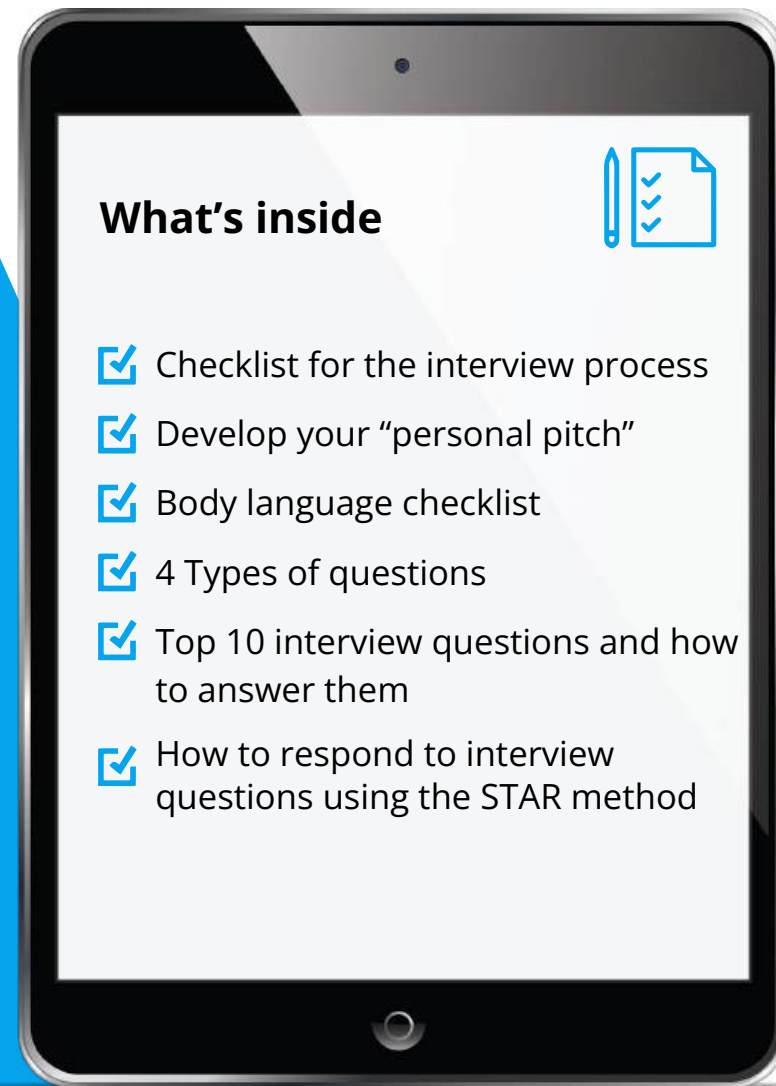 What’s inside
Checklist for the interview process
Develop your “personal pitch”
Body language checklist
4 Types of questions
Top 10 interview questions and how
to answer them
How to respond to interview
questions using the STAR method